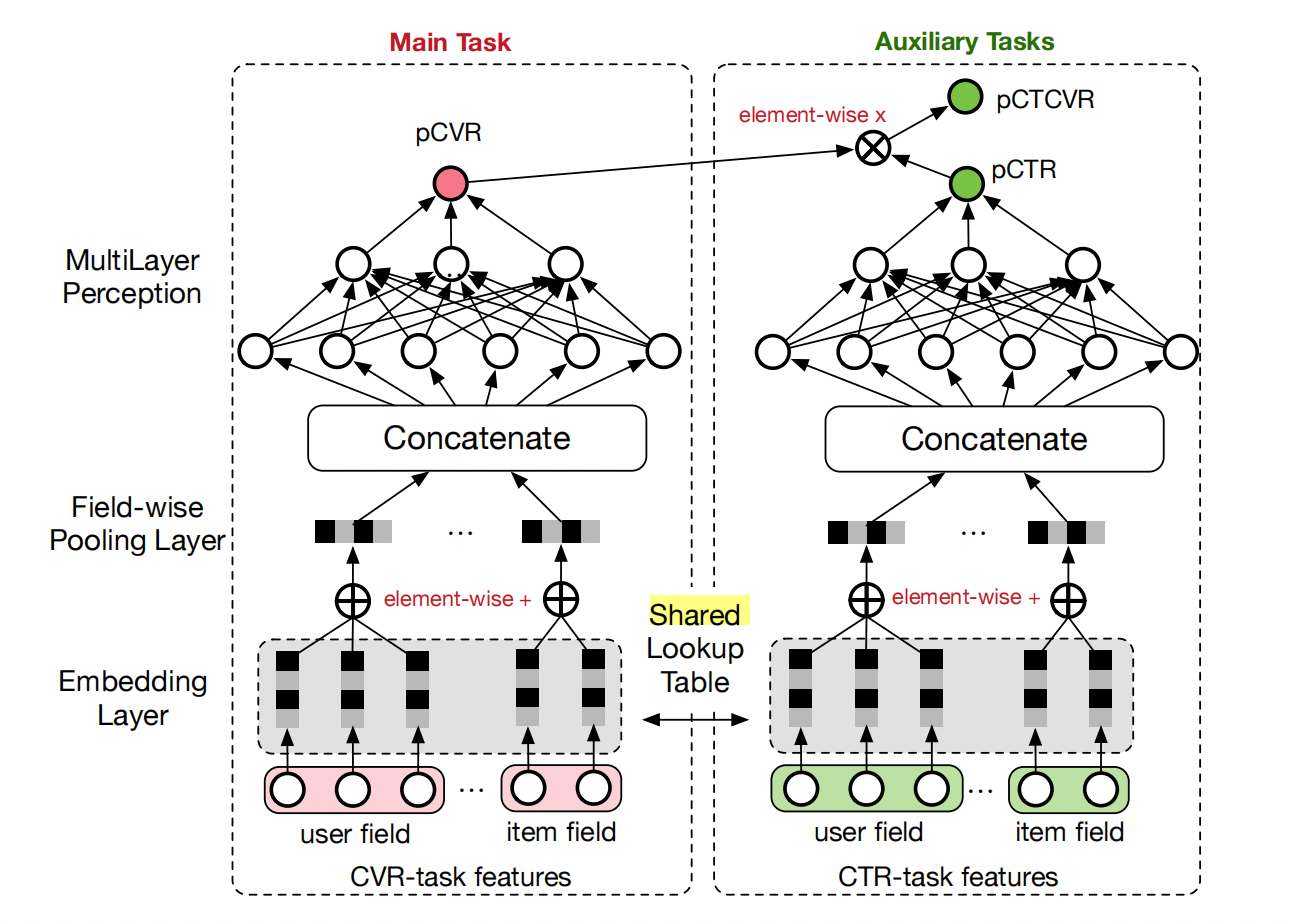 Main Task
Auxiliary Tasks
pCTCVR
element-wise x
pCVR
pCTR
MultiLayer
Perception
...
Concatenate
Concatenate
Field-wise
Pooling Layer
...
...
element-wise +
element-wise +
Shared
Lookup
Table
Embedding
Layer
...
...
user field
item field
user field
item field
CVR-task features
CTR-task features